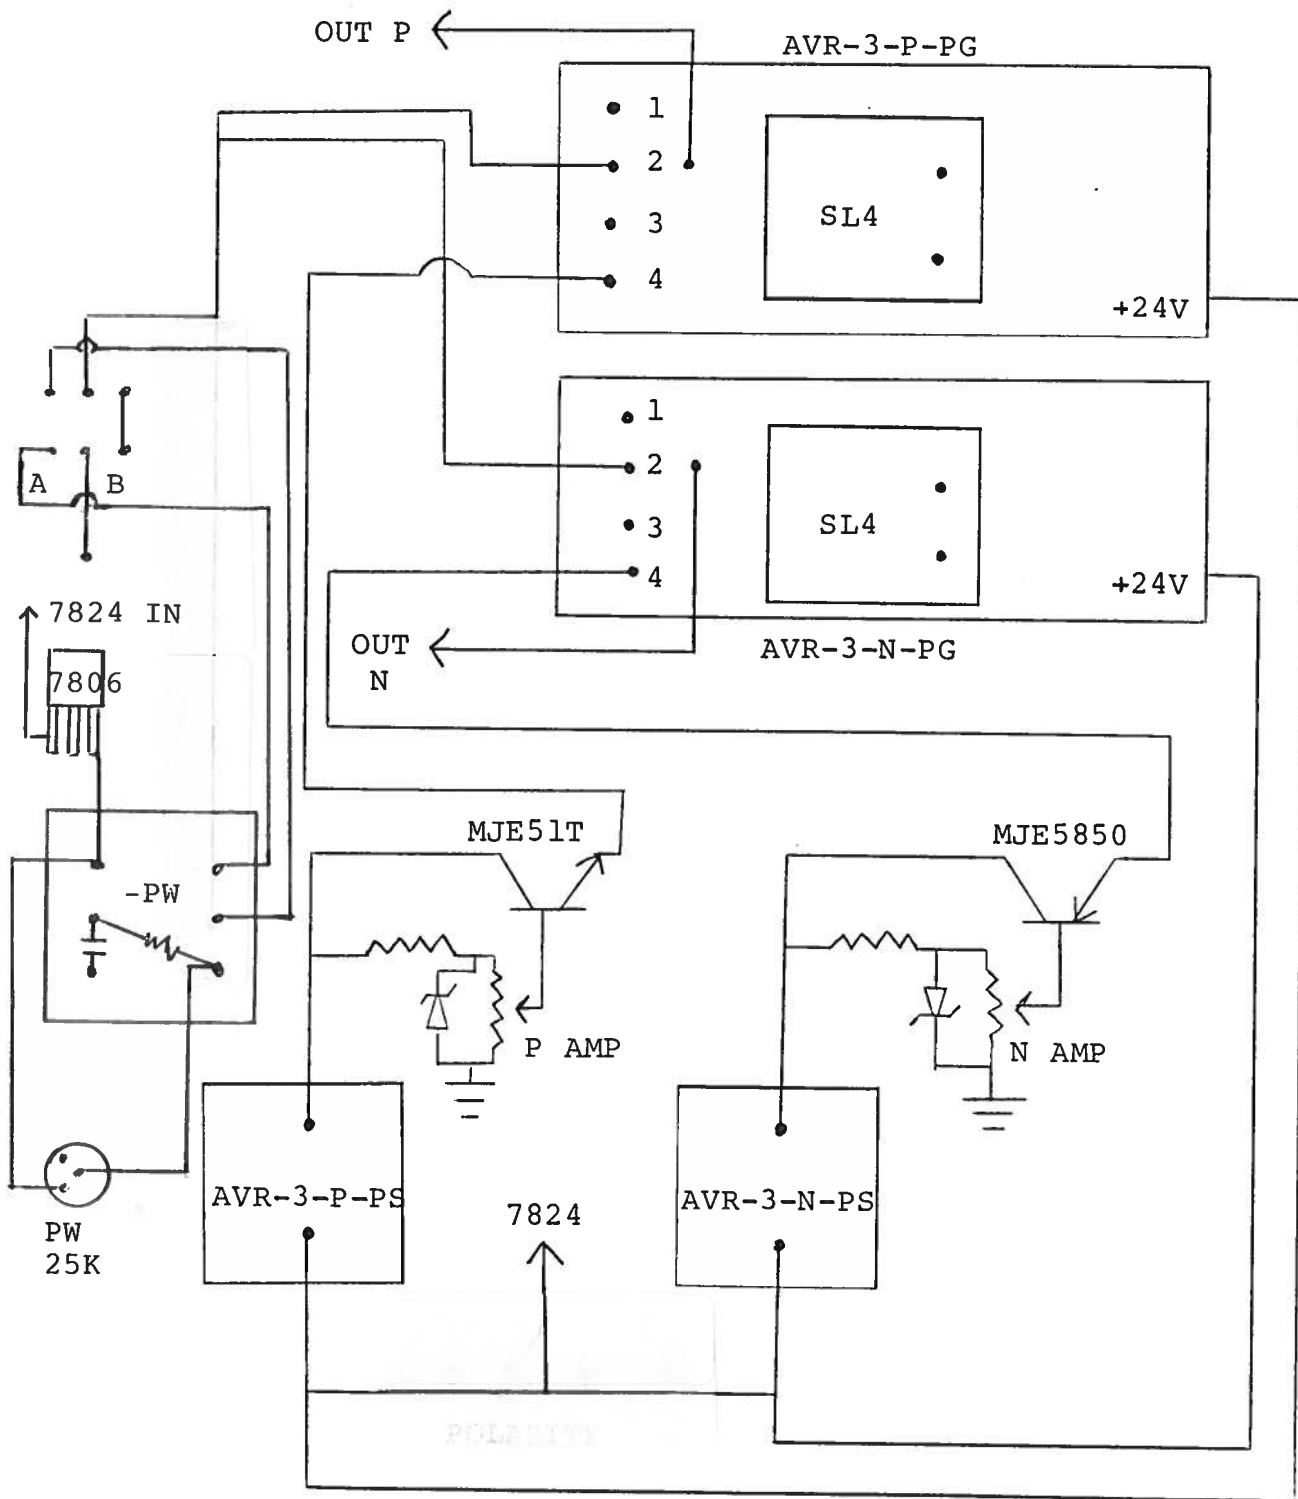 OUT P
AVR-3-P-PG
1
2
3
4
SL4
+24V
1
2
3
4
SL4
+24V
A B
7824 IN
7806
OUT
N
AVR-3-N-PG
MJE51T
MJE5850
-PW
P AMP
N AMP
AVR-3-P-PS
7824
AVR-3-N-PS
PW
25K
POLARITY